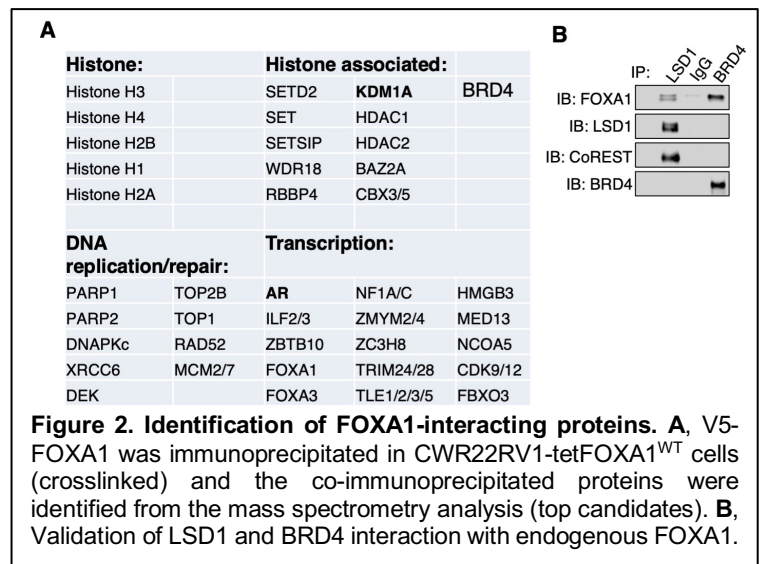 A
Histone: Histone associated:
Histone H3 SETD2 KDM1A BRD4
Histone H4 SET HDAC1
Histone H2B SETSIP HDAC2
Histone H1 WDR18 BAZ2A
Histone H2A RBBP4 CBX3/5
DNA Transcription:
replication/repair:
PARP1 TOP2B AR NF1A/C HMGB3
PARP2 TOP1 ILF2/3 ZMYM2/4 MED13
DNAPKc RAD52 ZBTB10 ZC3H8 NCOA5
XRCC6 MCM2/7 FOXA1 TRIM24/28 CDK9/12
DEK FOXA3 TLE1/2/3/5 FBXO3
B
IP: LSD1 IgG BRD4
IB: FOXA1
IB: LSD1
IB: CoREST
IB: BRD4
Figure 2. Identification of FOXA1-interacting proteins. A, V5-
FOXA1 was immunoprecipitated in CWR22RV1-tetFOXA1WT cells
(crosslinked) and the co-immunoprecipitated proteins were
identified from the mass spectrometry analysis (top candidates). B,
Validation of LSD1 and BRD4 interaction with endogenous FOXA1.